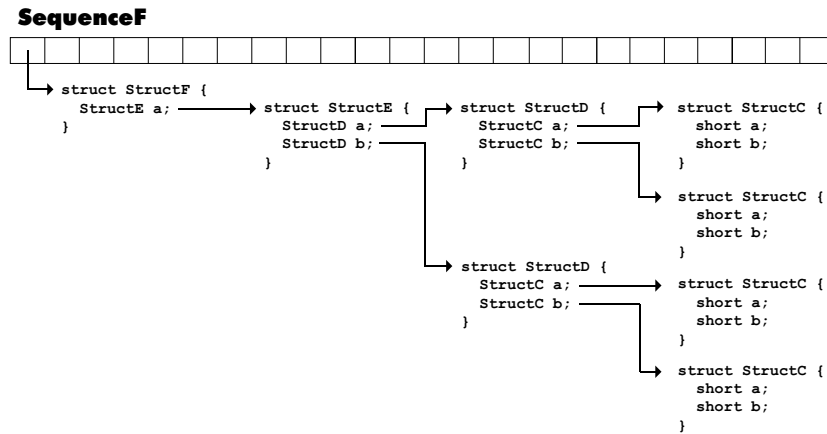 SequenceF
struct StructF {
StructE a;
}
struct StructE {
StructD a;
StructD b;
}
struct StructD {
StructC a;
StructC b;
}
struct StructC {
short a;
short b;
}
struct StructC {
short a;
short b;
}
struct StructD {
StructC a;
StructC b;
}
struct StructC {
short a;
short b;
}
struct StructC {
short a;
short b;
}